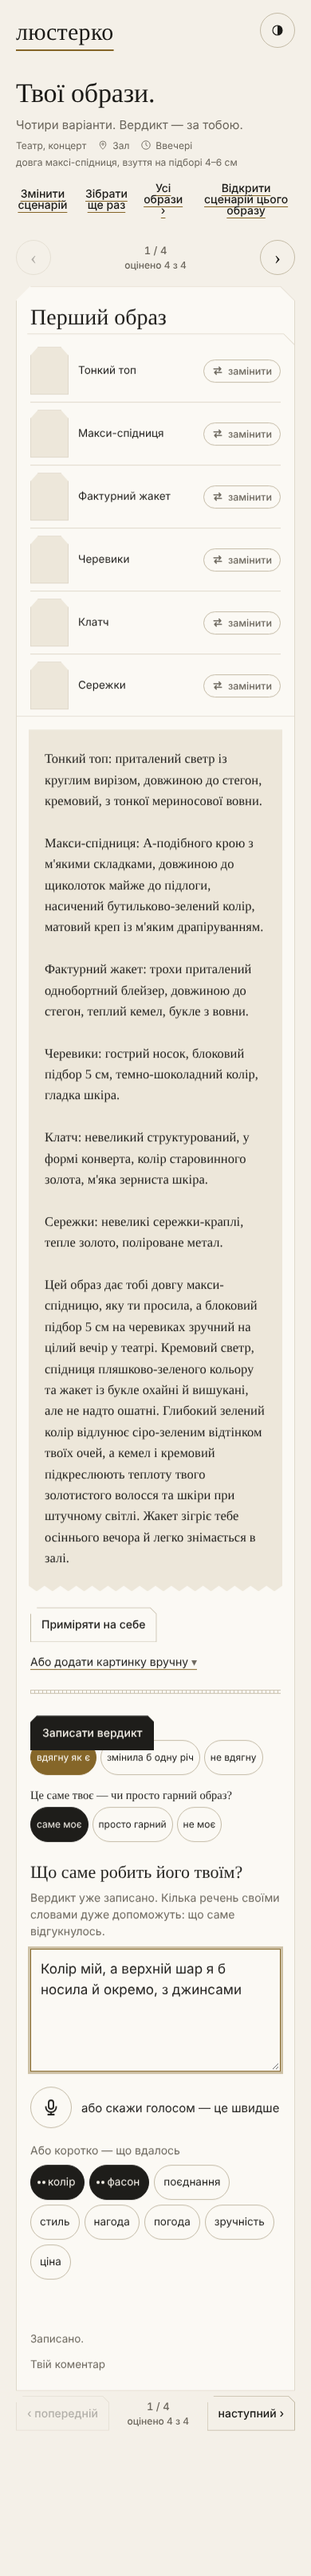 люстерко
Твої образи.
Чотири варіанти. Вердикт — за тобою.
Театр, концерт Зал Ввечері
довга максі-спідниця, взуття на підборі 4–6 см
Змінити
сценарій
Зібрати
ще раз
Усі
образи
›
Відкрити
сценарій цього
образу
‹
1 / 4
оцінено 4 з 4
›
Перший образ
Тонкий топ
⇄ замінити
Макси-спідниця
⇄ замінити
Фактурний жакет
⇄ замінити
Черевики
⇄ замінити
Клатч
⇄ замінити
Сережки
⇄ замінити
Тонкий топ: приталений светр із
круглим вирізом, довжиною до стегон,
кремовий, з тонкої мериносової вовни.
Макси-спідниця: А-подібного крою з
м'якими складками, довжиною до
щиколоток майже до підлоги,
насичений бутильково-зелений колір,
матовий креп із м'яким драпіруванням.
Фактурний жакет: трохи приталений
однобортний блейзер, довжиною до
стегон, теплий кемел, букле з вовни.
Черевики: гострий носок, блоковий
підбор 5 см, темно-шоколадний колір,
гладка шкіра.
Клатч: невеликий структурований, у
формі конверта, колір старовинного
золота, м'яка зерниста шкіра.
Сережки: невеликі сережки-краплі,
тепле золото, поліроване метал.
Цей образ дає тобі довгу макси-
спідницю, яку ти просила, а блоковий
підбор 5 см на черевиках зручний на
цілий вечір у театрі. Кремовий светр,
спідниця пляшково-зеленого кольору
та жакет із букле охайні й вишукані,
але не надто ошатні. Глибокий зелений
колір відлунює сіро-зеленим відтінком
твоїх очей, а кемел і кремовий
підкреслюють теплоту твого
золотистого волосся та шкіри при
штучному світлі. Жакет зігріє тебе
осіннього вечора й легко знімається в
залі.
Приміряти на себе
Або додати картинку вручну ▾
Записати вердикт
вдягну як є
змінила б одну річ
не вдягну
Це саме твоє — чи просто гарний образ?
саме моє
просто гарний
не моє
Що саме робить його твоїм?
Вердикт уже записано. Кілька речень своїми
словами дуже допоможуть: що саме
відгукнулось.
Колір мій, а верхній шар я б
носила й окремо, з джинсами
або скажи голосом — це швидше
Або коротко — що вдалось
•• колір
•• фасон
поєднання
стиль
нагода
погода
зручність
ціна
Записано.
Твій коментар
‹ попередній
1 / 4
оцінено 4 з 4
наступний ›